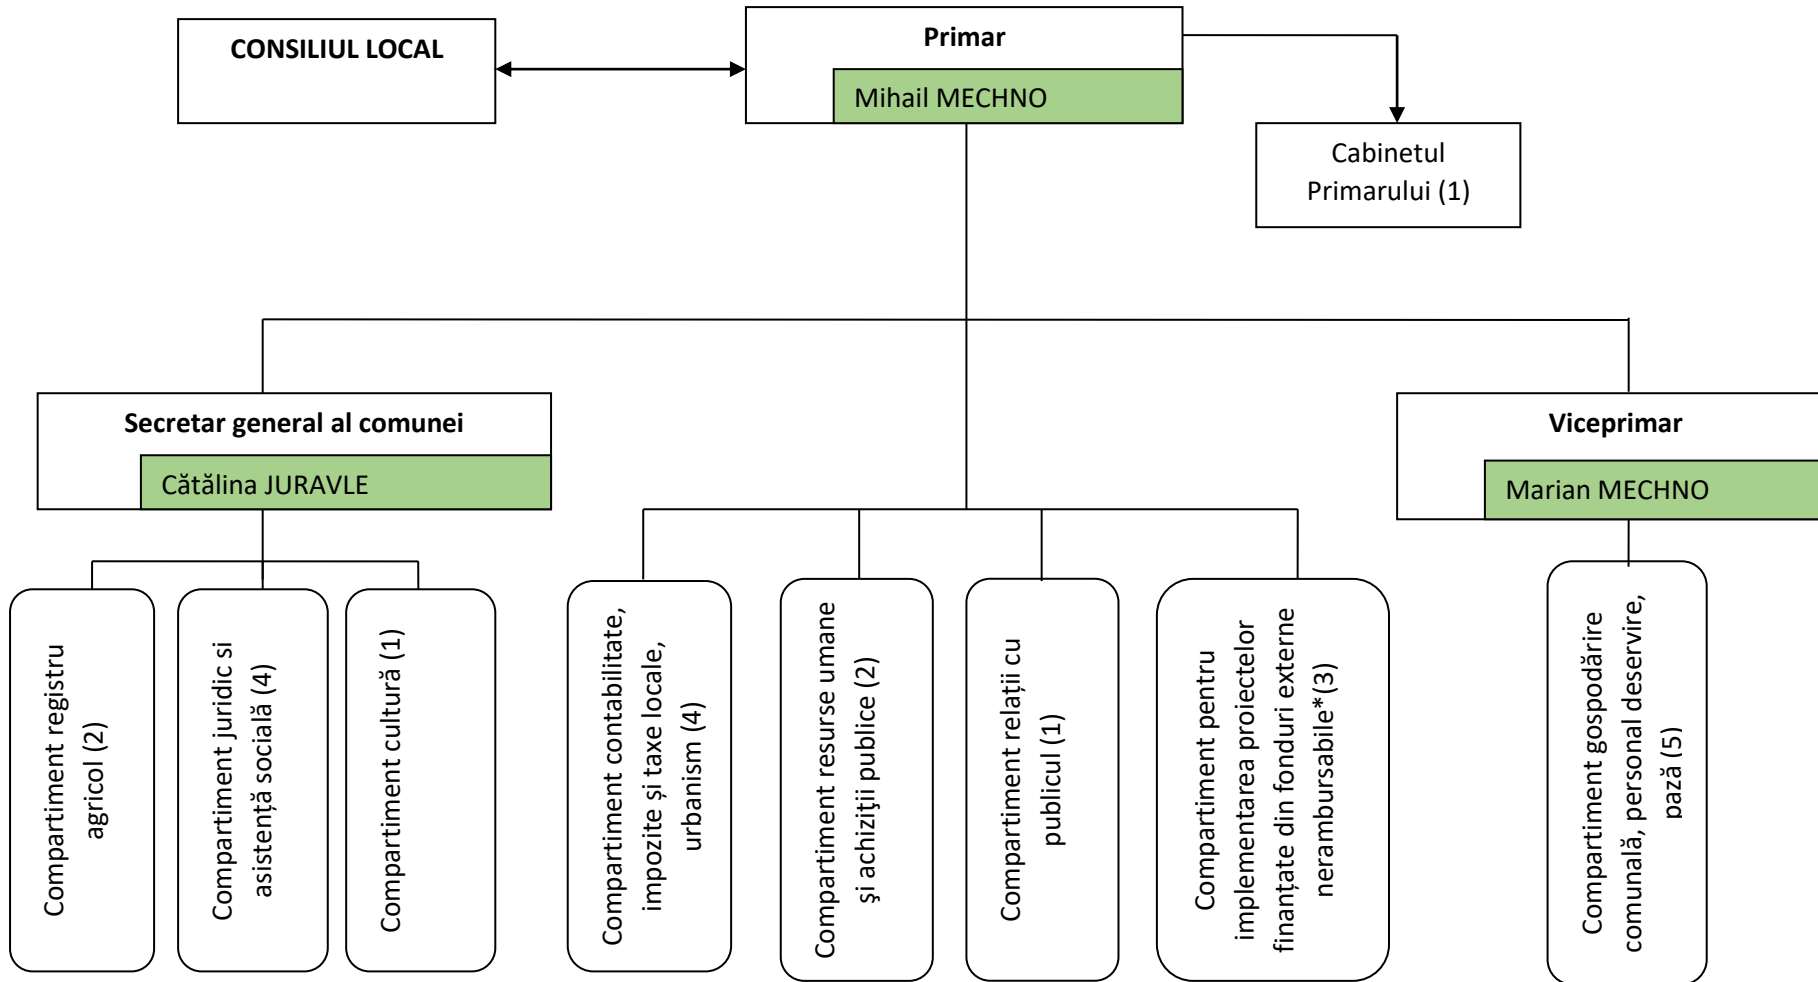 CONSILIUL LOCAL
Primar
Mihail MECHNO
Cabinetul
Primarului (1)
Secretar general al comunei
Cătălina JURAVLE
Viceprimar
Marian MECHNO
Compartiment registru
agricol (2)
Compartiment juridic si
asistență socială (4)
Compartiment cultură (1)
Compartiment contabilitate,
impozite și taxe locale,
urbanism (4)
Compartiment resurse umane
şi achiziţii publice (2)
Compartiment relații cu
publicul (1)
Compartiment pentru
implementarea proiectelor
finanțate din fonduri externe
nerambursabile*(3)
Compartiment gospodărire
comunală, personal deservire,
pază (5)